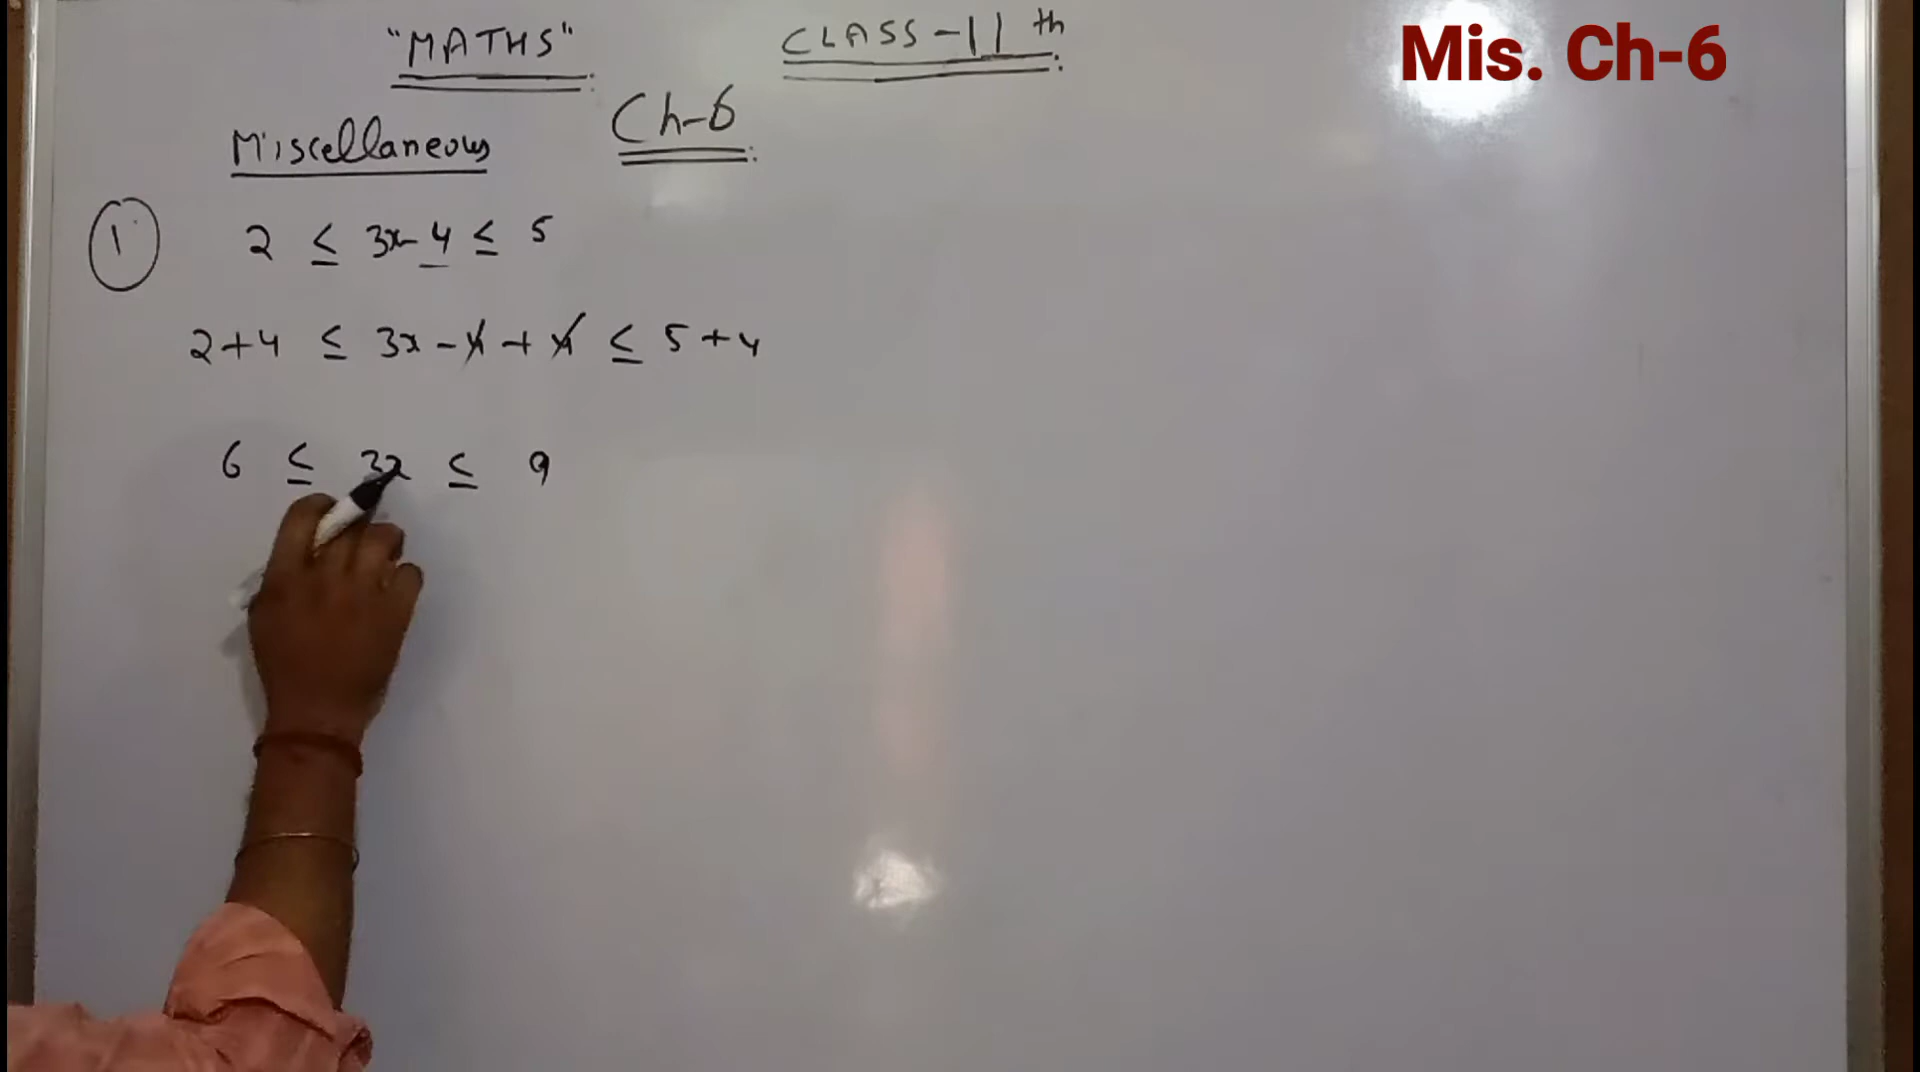 "MATHS" CLASS-11th
Mis. Ch-6
Ch-6
Miscellaneous
1 2 ≤ 3x-4 ≤ 5
2+4 ≤ 3x-4+4 ≤ 5+4
6 ≤ 3x ≤ 9